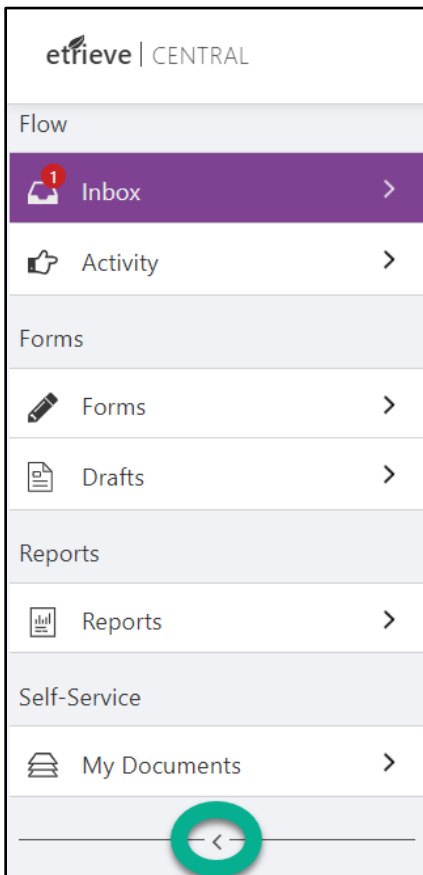 etrieve | CENTRAL
Flow
1
Inbox
Activity
Forms
Forms
Drafts
Reports
Reports
Self-Service
My Documents